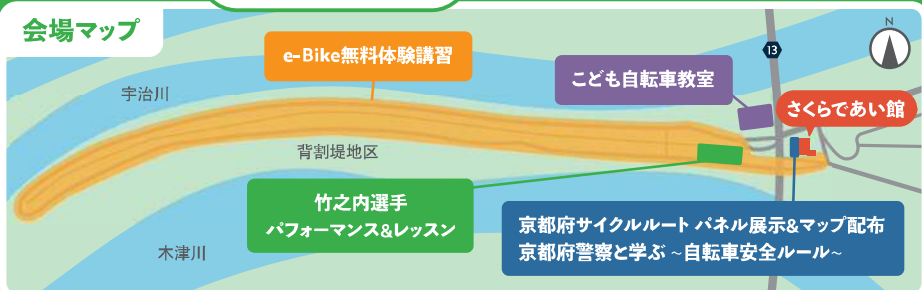 会場マップ
N
13
e-Bike無料体験講習
こども自転車教室
宇治川
さくらであい館
背割堤地区
竹之内選手
パフォーマンス&レッスン
京都府サイクルルート パネル展示&マップ配布
京都府警察と学ぶ ~自転車安全ルール~
木津川